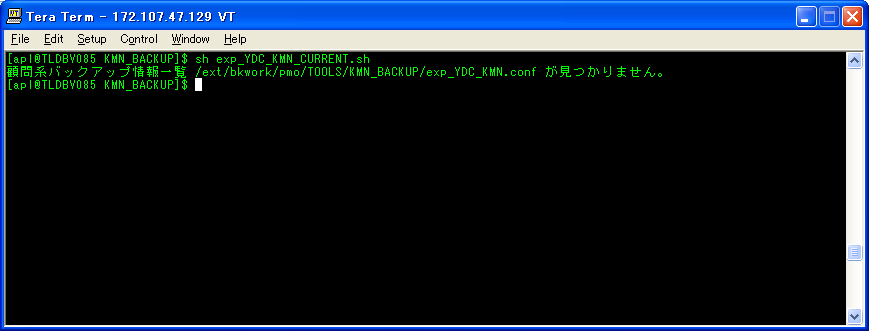 Tera Term - 172.107.47.129 VT
File Edit Setup Control Window Help
[apl@TLDBY085 KMN_BACKUP]$ sh exp_YDC_KMN_CURRENT.sh
顧問系バックアップ情報一覧 /ext/bkwork/pmo/TOOLS/KMN_BACKUP/exp_YDC_KMN.conf が見つかりません。
[apl@TLDBY085 KMN_BACKUP]$